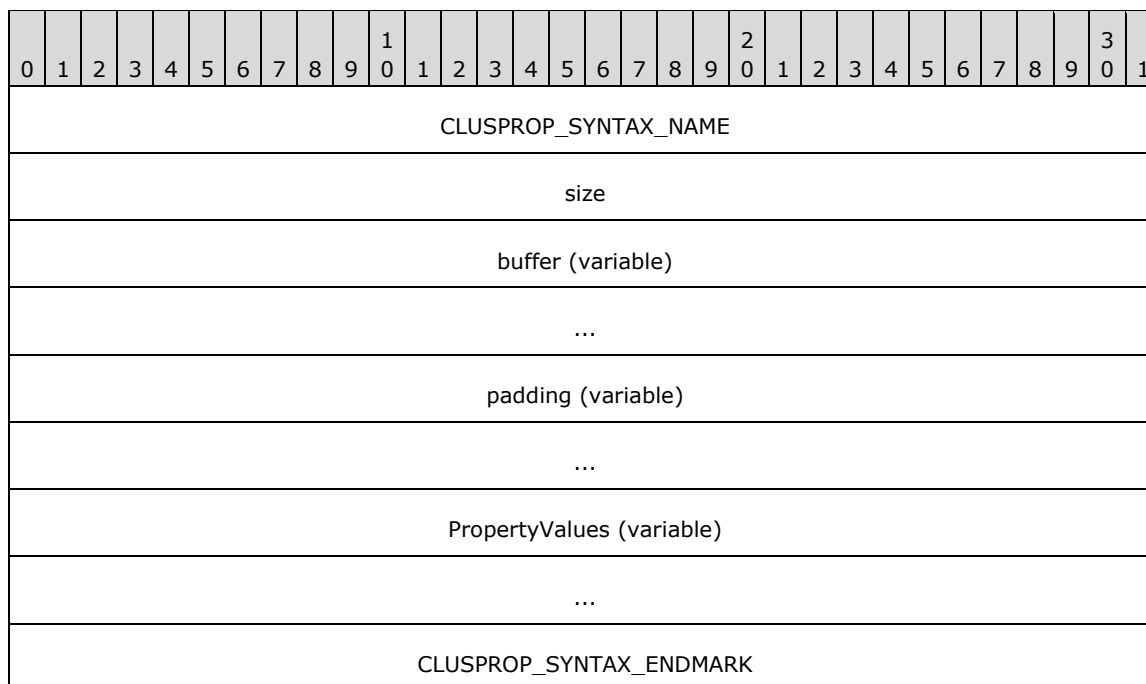 1 2 3
0 1 2 3 4 5 6 7 8 9 0 1 2 3 4 5 6 7 8 9 0 1 2 3 4 5 6 7 8 9 0 1
CLUSPROP_SYNTAX_NAME
size
buffer (variable)
...
padding (variable)
...
PropertyValues (variable)
...
CLUSPROP_SYNTAX_ENDMARK